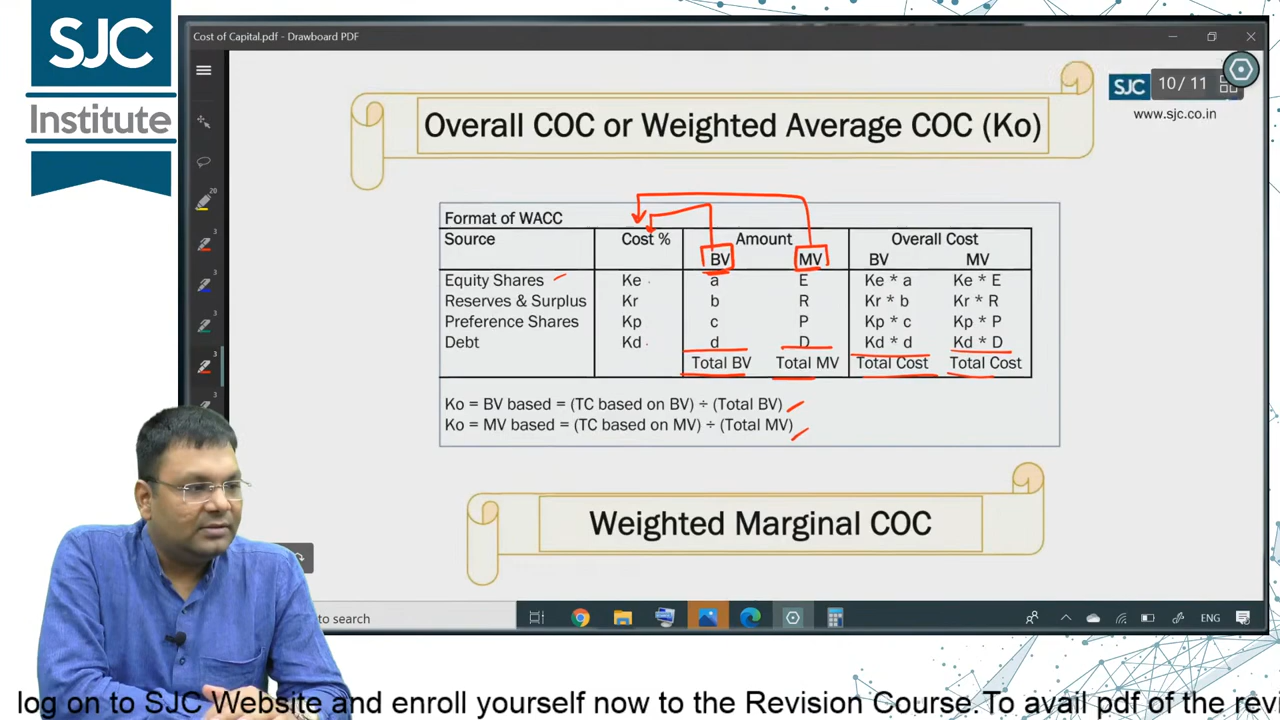 SJC
Institute
Cost of Capital.pdf - Drawboard PDF
SJC
10 / 11
www.sjc.co.in
Overall COC or Weighted Average COC (Ko)
Format of WACC
Source Cost % Amount Overall Cost
BV MV BV MV
Equity Shares Ke a E Ke * a Ke * E
Reserves & Surplus Kr b R Kr * b Kr * R
Preference Shares Kp c P Kp * c Kp * P
Debt Kd d D Kd * d Kd * D
Total BV Total MV Total Cost Total Cost
Ko = BV based = (TC based on BV) ÷ (Total BV)
Ko = MV based = (TC based on MV) ÷ (Total MV)
Weighted Marginal COC
20
3
3
3
to search
ENG
log on to SJC Website and enroll yourself now to the Revision Course.To avail pdf of the revi